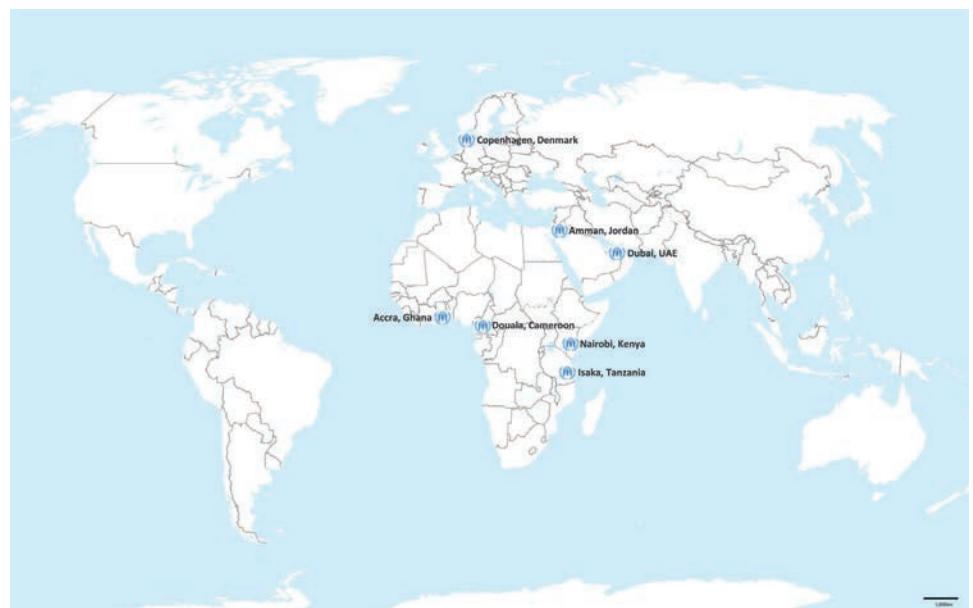 Copenhagen, Denmark
Amman, Jordan
Dubai, UAE
Accra, Ghana
Douala, Cameroon
Nairobi, Kenya
Isaka, Tanzania